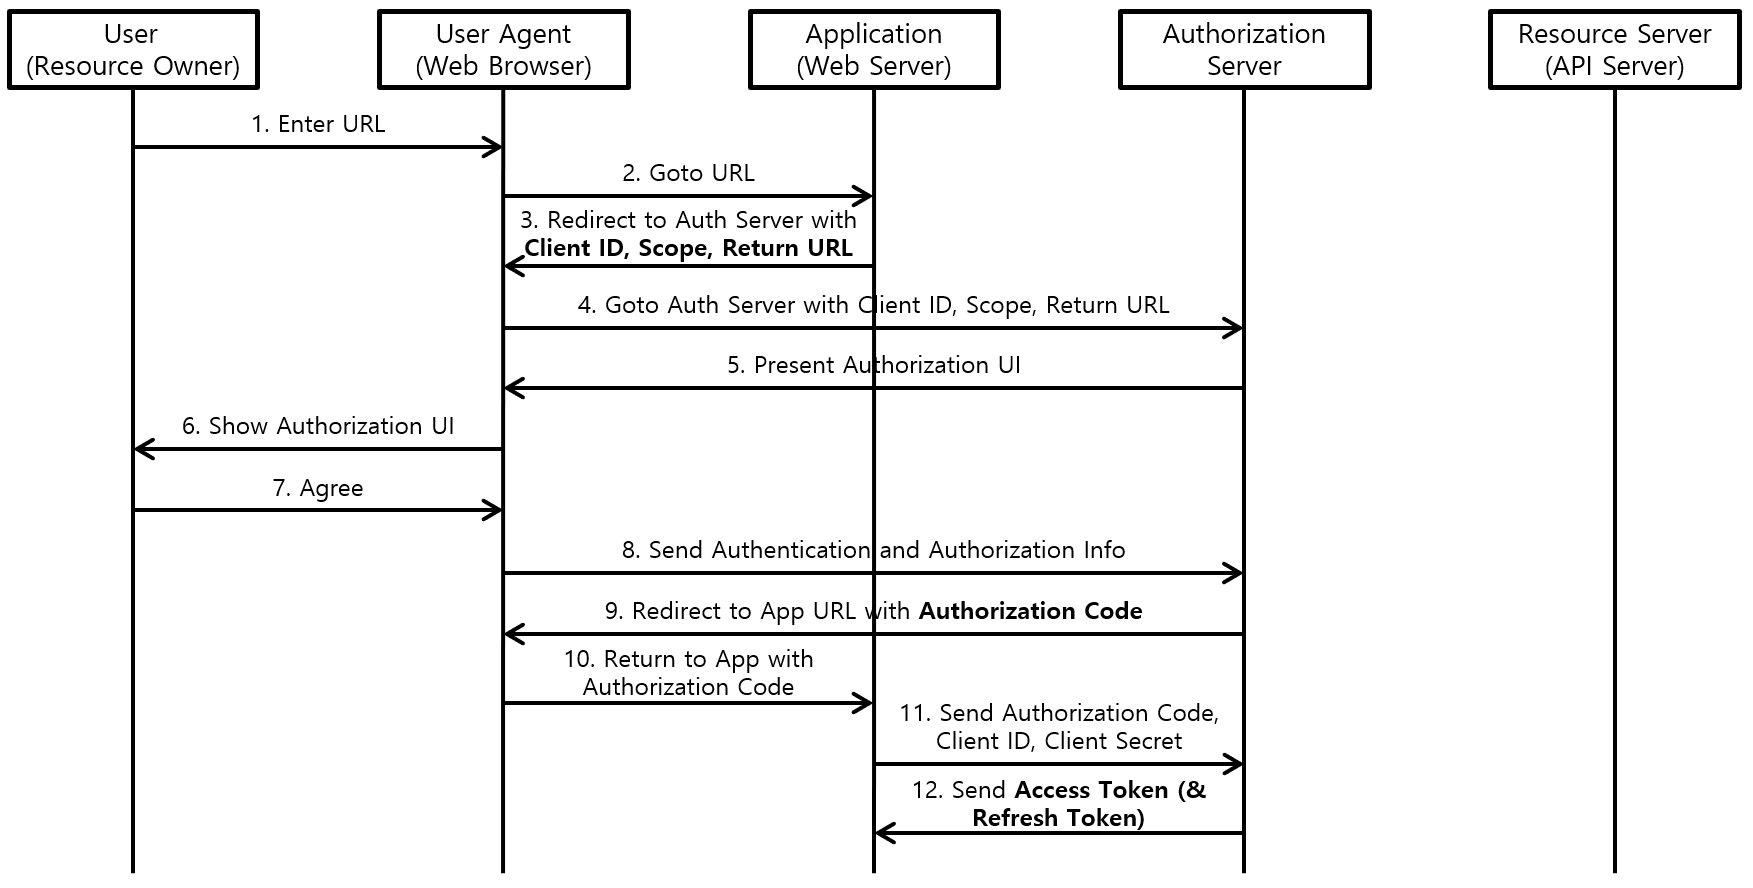 User
(Resource Owner)
User Agent
(Web Browser)
Application
(Web Server)
Authorization
Server
Resource Server
(API Server)
1. Enter URL
2. Goto URL
3. Redirect to Auth Server with
Client ID, Scope, Return URL
4. Goto Auth Server with Client ID, Scope, Return URL
5. Present Authorization UI
6. Show Authorization UI
7. Agree
8. Send Authentication and Authorization Info
9. Redirect to App URL with Authorization Code
10. Return to App with
Authorization Code
11. Send Authorization Code,
Client ID, Client Secret
12. Send Access Token (&
Refresh Token)